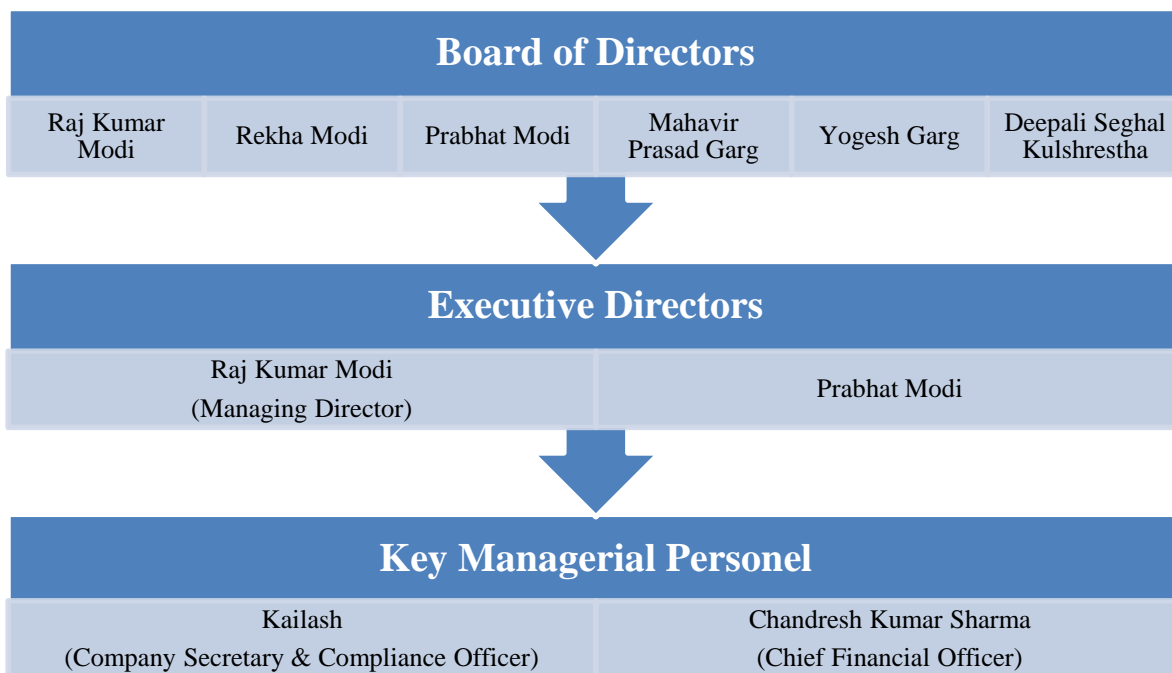 Board of Directors
Raj Kumar
Modi
Rekha Modi
Prabhat Modi
Mahavir
Prasad Garg
Yogesh Garg
Deepali Seghal
Kulshrestha
Executive Directors
Raj Kumar Modi
(Managing Director)
Prabhat Modi
Key Managerial Personel
Kailash
(Company Secretary & Compliance Officer)
Chandresh Kumar Sharma
(Chief Financial Officer)